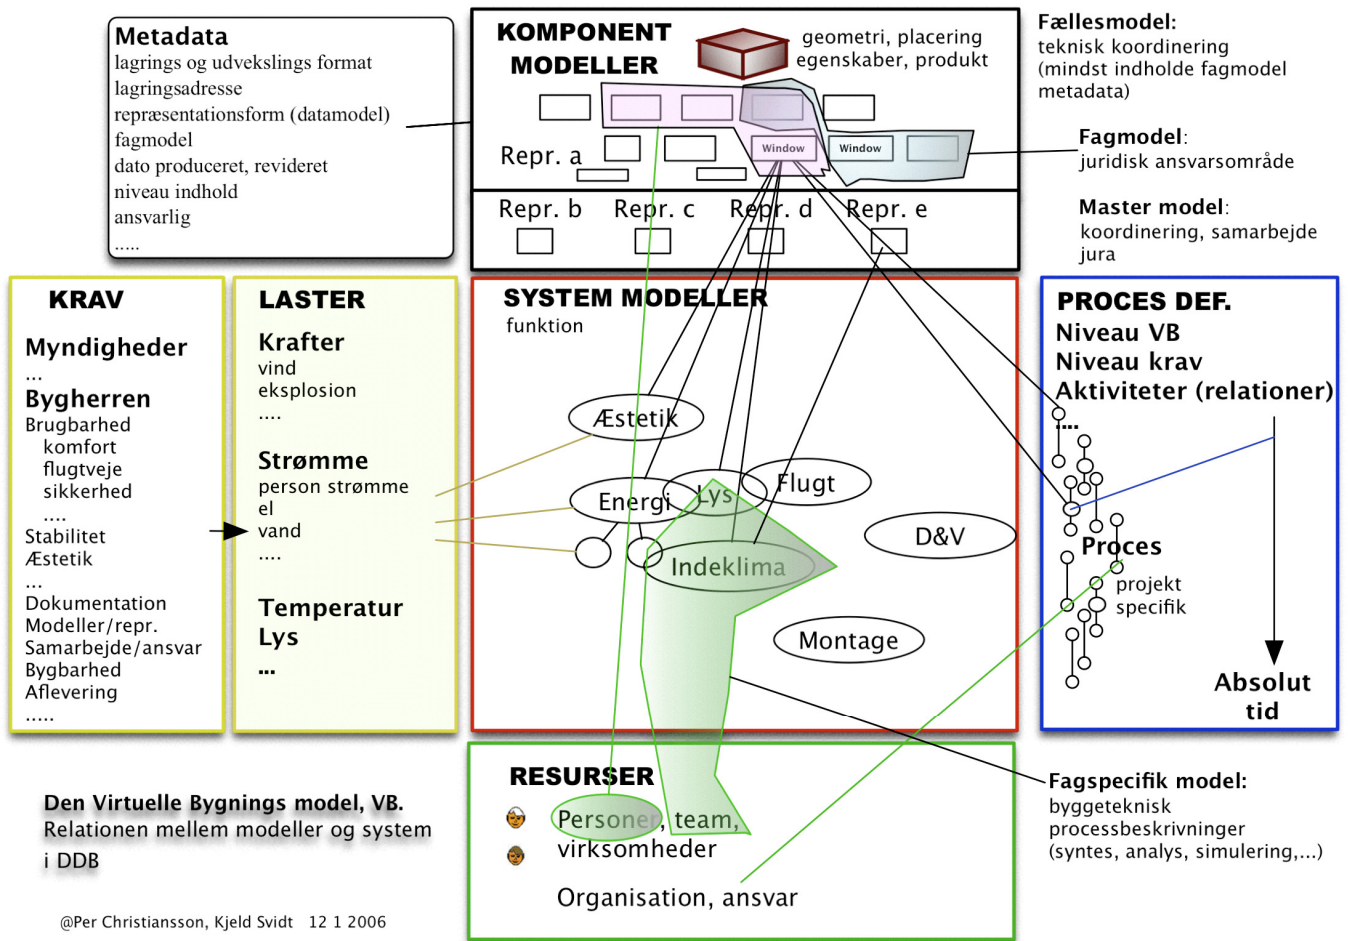 Metadata
lagrings og udvekslings format
lagringsadresse
repræsentationsform (datamodel)
fagmodel
dato produceret, revideret
niveau indhold
ansvarlig
.....
KOMPONENT
MODELLER
geometri, placering
egenskaber, produkt
Repr. a
Window
Window
Repr. b Repr. c Repr. d Repr. e
Fællesmodel:
teknisk koordinering
(mindst indholde fagmodel
metadata)
Fagmodel:
juridisk ansvarsområde
Master model:
koordinering, samarbejde
jura
KRAV
Myndigheder
...
Bygherren
Brugbarhed
komfort
flugtveje
sikkerhed
....
Stabilitet
Æstetik
...
Dokumentation
Modeller/repr.
Samarbejde/ansvar
Bygbarhed
Aflevering
.....
LASTER
Krafter
vind
eksplosion
....
Strømme
person strømme
el
vand
....
Temperatur
Lys
...
SYSTEM MODELLER
funktion
Æstetik
Energi
Lys
Flugt
D&V
Indeklima
Montage
PROCES DEF.
Niveau VB
Niveau krav
Aktiviteter (relationer)
....
Proces
projekt
specifik
Absolut
tid
RESURSER
Personer, team,
virksomheder
Organisation, ansvar
Fagspecifik model:
byggeteknisk
processbeskrivninger
(syntes, analys, simulering,...)
Den Virtuelle Bygnings model, VB.
Relationen mellem modeller og system
i DDB
@Per Christiansson, Kjeld Svidt 12 1 2006